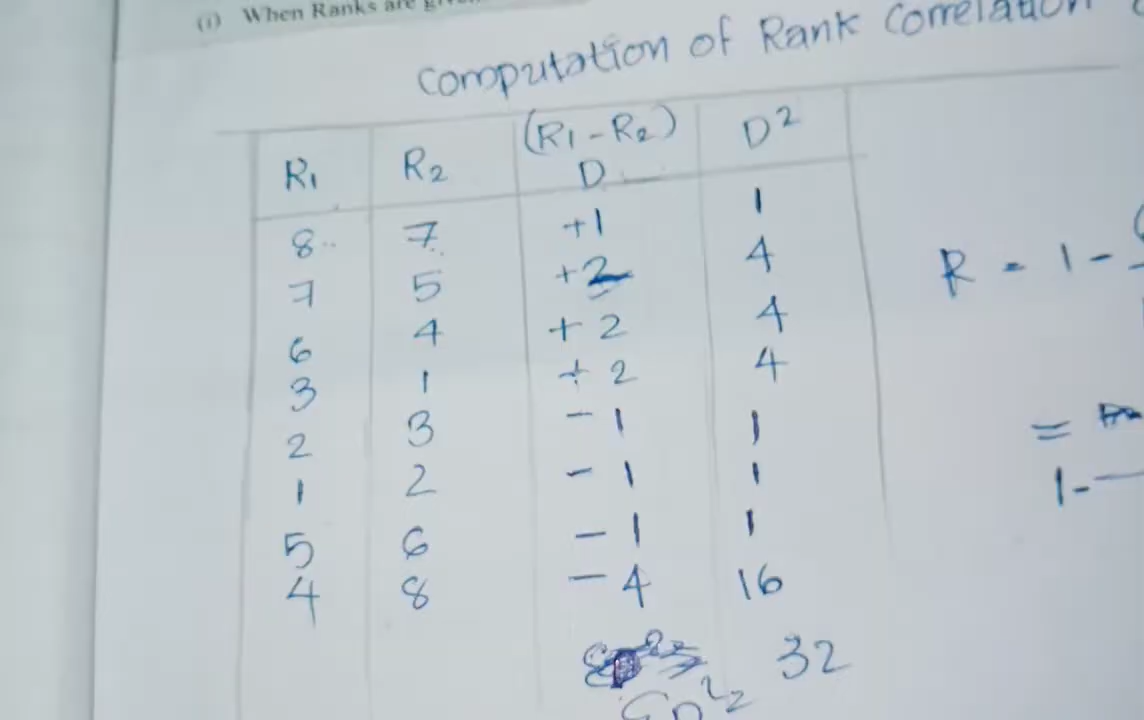 (i) When Ranks are
Computation of Rank Correlation
R1 R2 (R1 - R2) D D²
8 7 +1 1
7 5 +2 4
6 4 +2 4
3 1 +2 4
2 3 -1 1
1 2 -1 1
5 6 -1 1
4 8 -4 16
32
R = 1 -
=
1 -